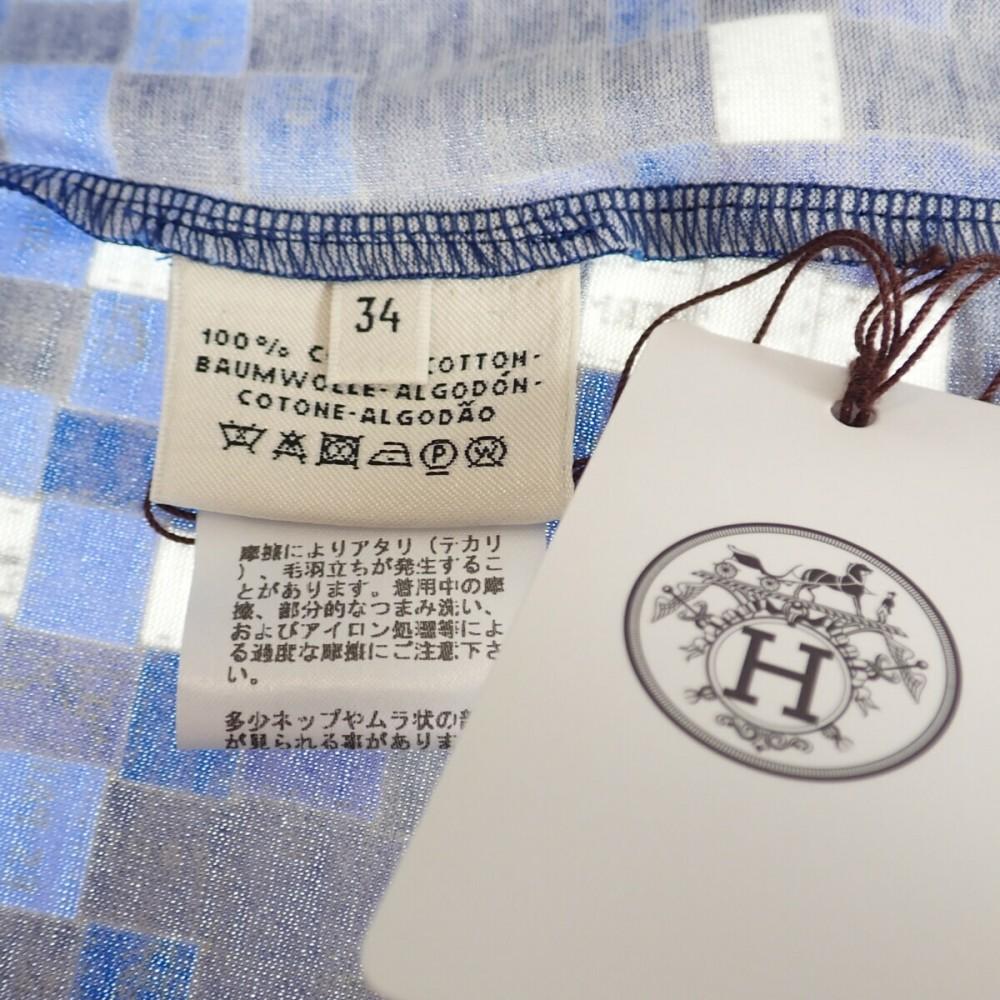 34
100% C COTTON-
BAUMWOLLE-ALGODÓN-
COTONE-ALGODÃO
P W
摩擦によりアタリ（テカリ
）、毛羽立ちが発生するこ
とがあります。着用中の摩
擦、部分的なつまみ洗い、
およびアイロン処理等によ
る過度な摩擦にご注意下さ
い。
多少ネップやムラ状の部
が見られる事がありま
H